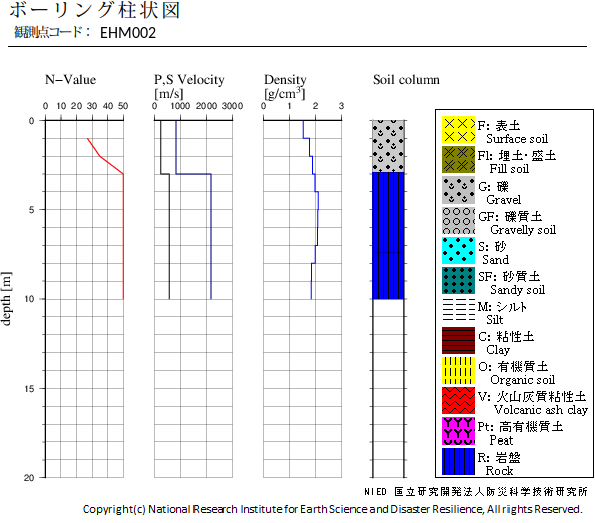 ボーリング柱状図
観測点コード： EHM002
N-Value
P,S Velocity
[m/s]
Density
[g/cm3]
Soil column
0 10 20 30 40 50
0 1000 2000 3000
0 1 2 3
0
5
10
15
20
depth [m]
F: 表土
Surface soil
Fl: 埋土・盛土
Fill soil
G: 礫
Gravel
GF: 礫質土
Gravelly soil
S: 砂
Sand
SF: 砂質土
Sandy soil
M: シルト
Silt
C: 粘性土
Clay
O: 有機質土
Organic soil
V: 火山灰質粘性土
Volcanic ash clay
Pt: 高有機質土
Peat
R: 岩盤
Rock
NIED 国立研究開発法人防災科学技術研究所
Copyright(c) National Research Institute for Earth Science and Disaster Resilience, All rights Reserved.